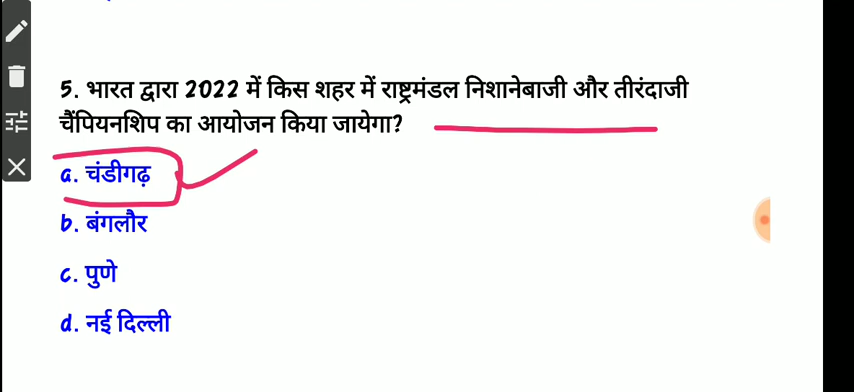 5. भारत द्वारा 2022 में किस शहर में राष्ट्रमंडल निशानेबाजी और तीरंदाजी
चैंपियनशिप का आयोजन किया जायेगा?
a. चंडीगढ़
b. बंगलौर
c. पुणे
d. नई दिल्ली